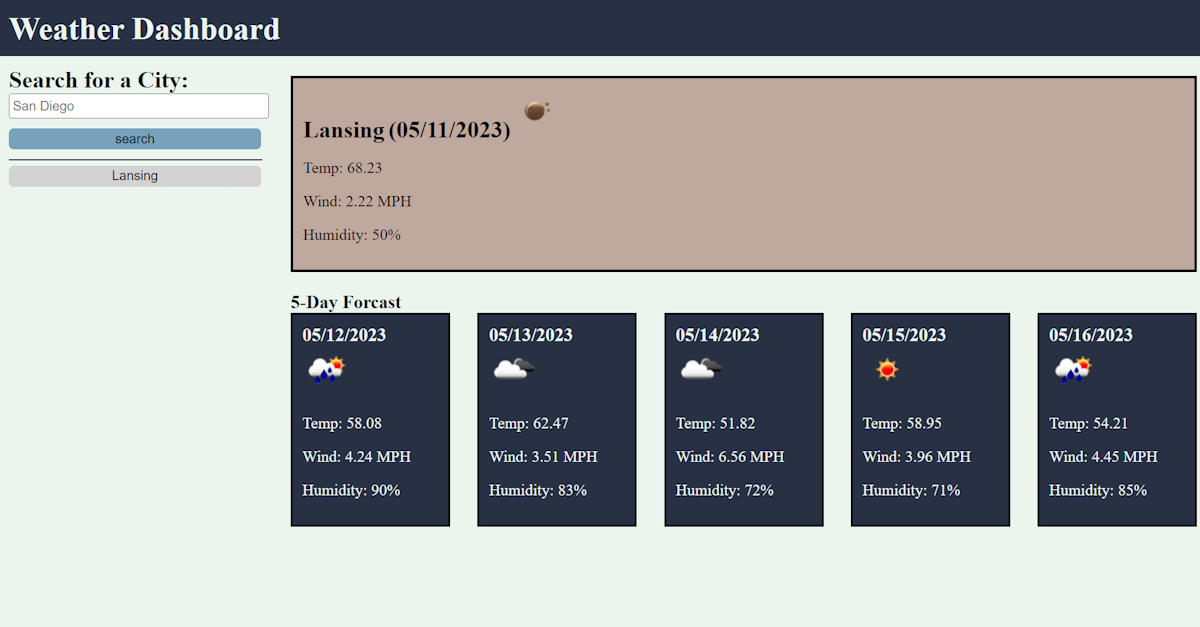 Weather Dashboard
Search for a City:
San Diego
search
Lansing
Lansing (05/11/2023)
Temp: 68.23
Wind: 2.22 MPH
Humidity: 50%
5-Day Forcast
05/12/2023
Temp: 58.08
Wind: 4.24 MPH
Humidity: 90%
05/13/2023
Temp: 62.47
Wind: 3.51 MPH
Humidity: 83%
05/14/2023
Temp: 51.82
Wind: 6.56 MPH
Humidity: 72%
05/15/2023
Temp: 58.95
Wind: 3.96 MPH
Humidity: 71%
05/16/2023
Temp: 54.21
Wind: 4.45 MPH
Humidity: 85%